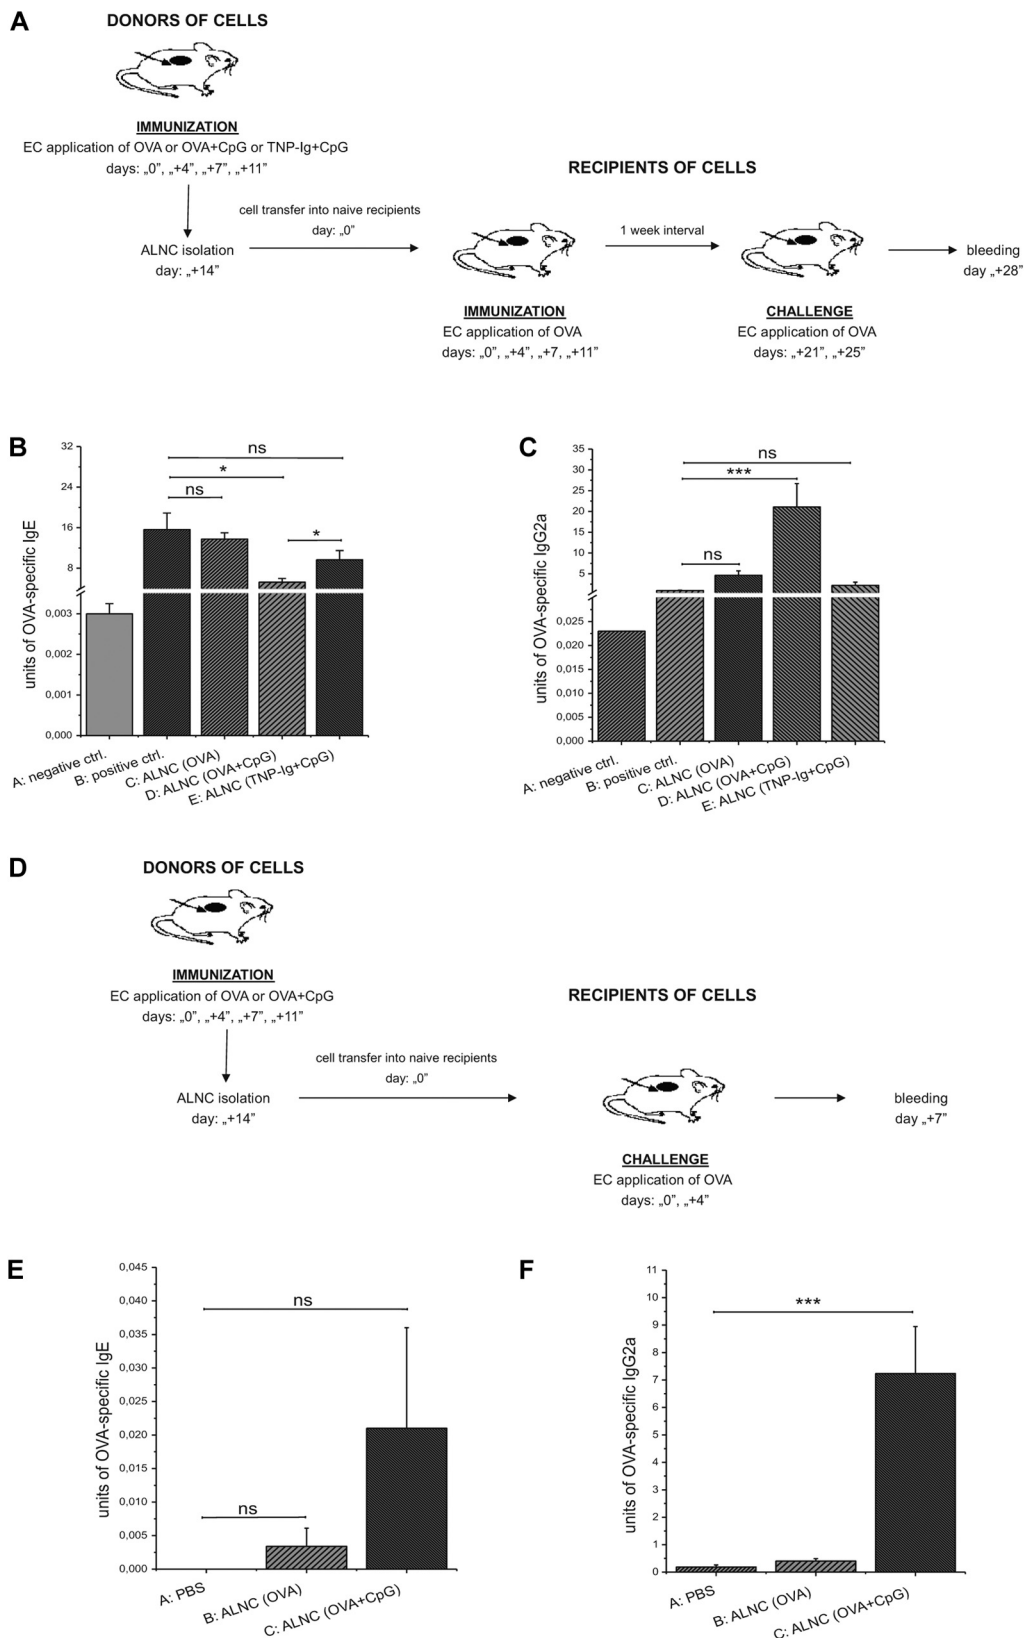 A
DONORS OF CELLS
IMMUNIZATION
EC application of OVA or OVA+CpG or TNP-Ig+CpG
days: „0”, „+4”, „+7”, „+11”
ALNC isolation
day: „+14”
cell transfer into naive recipients
day: „0”
RECIPIENTS OF CELLS
IMMUNIZATION
EC application of OVA
days: „0”, „+4”, „+7, „+11”
1 week interval
CHALLENGE
EC application of OVA
days: „+21”, „+25”
bleeding
day „+28”
B
units of OVA-specific IgE
32
24
16
8
0,003
0,002
0,001
0,000
ns
*
ns
*
A: negative ctrl.
B: positive ctrl.
C: ALNC (OVA)
D: ALNC (OVA+CpG)
E: ALNC (TNP-Ig+CpG)
C
units of OVA-specific IgG2a
35
30
25
20
15
10
5
0,025
0,020
0,015
0,010
0,005
0,000
ns
***
ns
A: negative ctrl.
B: positive ctrl.
C: ALNC (OVA)
D: ALNC (OVA+CpG)
E: ALNC (TNP-Ig+CpG)
D
DONORS OF CELLS
IMMUNIZATION
EC application of OVA or OVA+CpG
days: „0”, „+4”, „+7”, „+11”
ALNC isolation
day: „+14”
cell transfer into naive recipients
day: „0”
RECIPIENTS OF CELLS
CHALLENGE
EC application of OVA
days: „0”, „+4”
bleeding
day „+7”
E
units of OVA-specific IgE
0,045
0,040
0,035
0,030
0,025
0,020
0,015
0,010
0,005
0,000
ns
ns
A: PBS
B: ALNC (OVA)
C: ALNC (OVA+CpG)
F
units of OVA-specific IgG2a
11
10
9
8
7
6
5
4
3
2
1
0
***
A: PBS
B: ALNC (OVA)
C: ALNC (OVA+CpG)